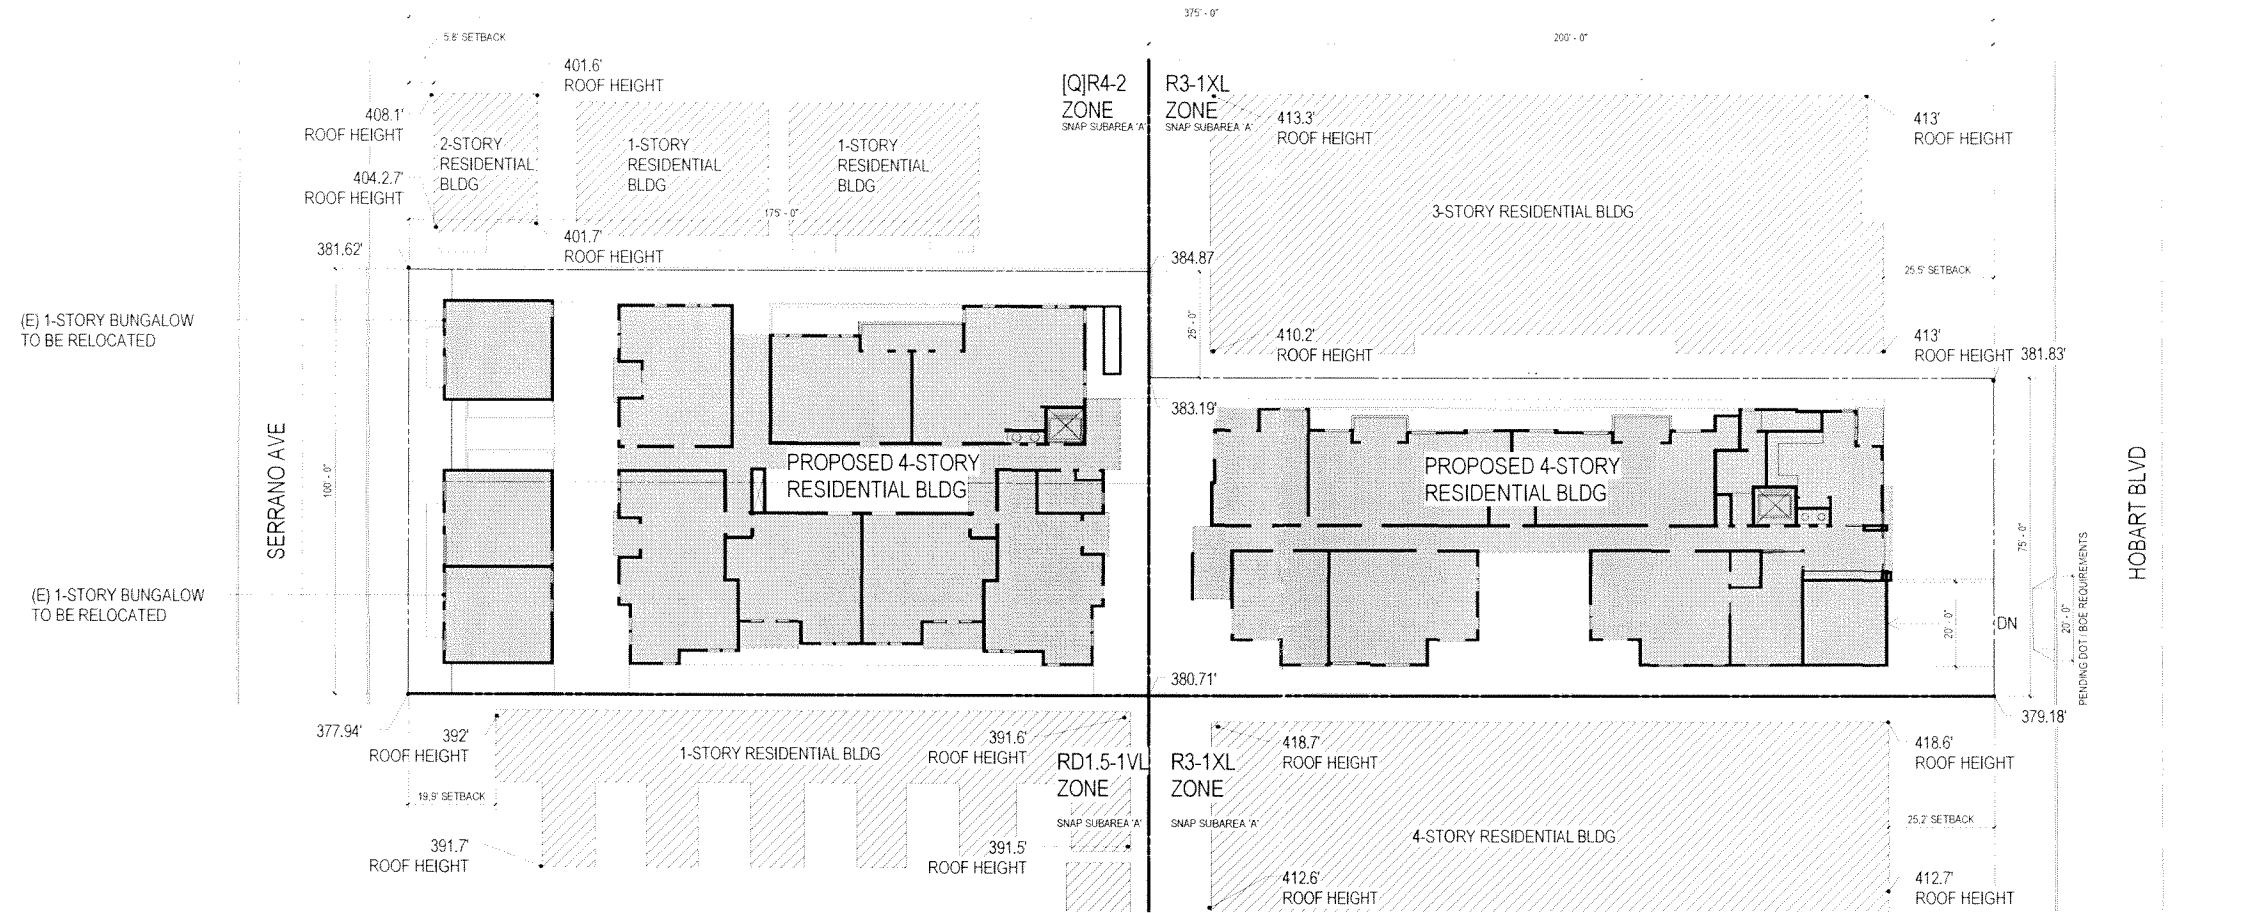 375' - 0"
5.8' SETBACK
200' - 0"
401.6'
ROOF HEIGHT
408.1'
ROOF HEIGHT
404.2.7'
ROOF HEIGHT
2-STORY
RESIDENTIAL
BLDG
1-STORY
RESIDENTIAL
BLDG
1-STORY
RESIDENTIAL
BLDG
175' - 0"
401.7'
ROOF HEIGHT
[Q]R4-2
ZONE
SNAP SUBAREA 'A'
R3-1XL
ZONE
SNAP SUBAREA 'A'
413.3'
ROOF HEIGHT
413'
ROOF HEIGHT
3-STORY RESIDENTIAL BLDG
381.62'
384.87
25.5' SETBACK
25' - 0"
410.2'
ROOF HEIGHT
413'
ROOF HEIGHT
381.83'
(E) 1-STORY BUNGALOW
TO BE RELOCATED
383.19'
SERRANO AVE
100' - 0"
PROPOSED 4-STORY
RESIDENTIAL BLDG
PROPOSED 4-STORY
RESIDENTIAL BLDG
75' - 0"
HOBART BLVD
(E) 1-STORY BUNGALOW
TO BE RELOCATED
20' - 0"
DN
20' - 0"
PENDING DOT / BOE REQUIREMENTS
380.71'
377.94'
379.18'
392'
ROOF HEIGHT
1-STORY RESIDENTIAL BLDG
391.6'
ROOF HEIGHT
RD1.5-1VL
ZONE
SNAP SUBAREA 'A'
R3-1XL
ZONE
SNAP SUBAREA 'A'
418.7'
ROOF HEIGHT
418.6'
ROOF HEIGHT
19.9' SETBACK
25.2' SETBACK
391.7'
ROOF HEIGHT
391.5'
ROOF HEIGHT
4-STORY RESIDENTIAL BLDG
412.6'
ROOF HEIGHT
412.7'
ROOF HEIGHT